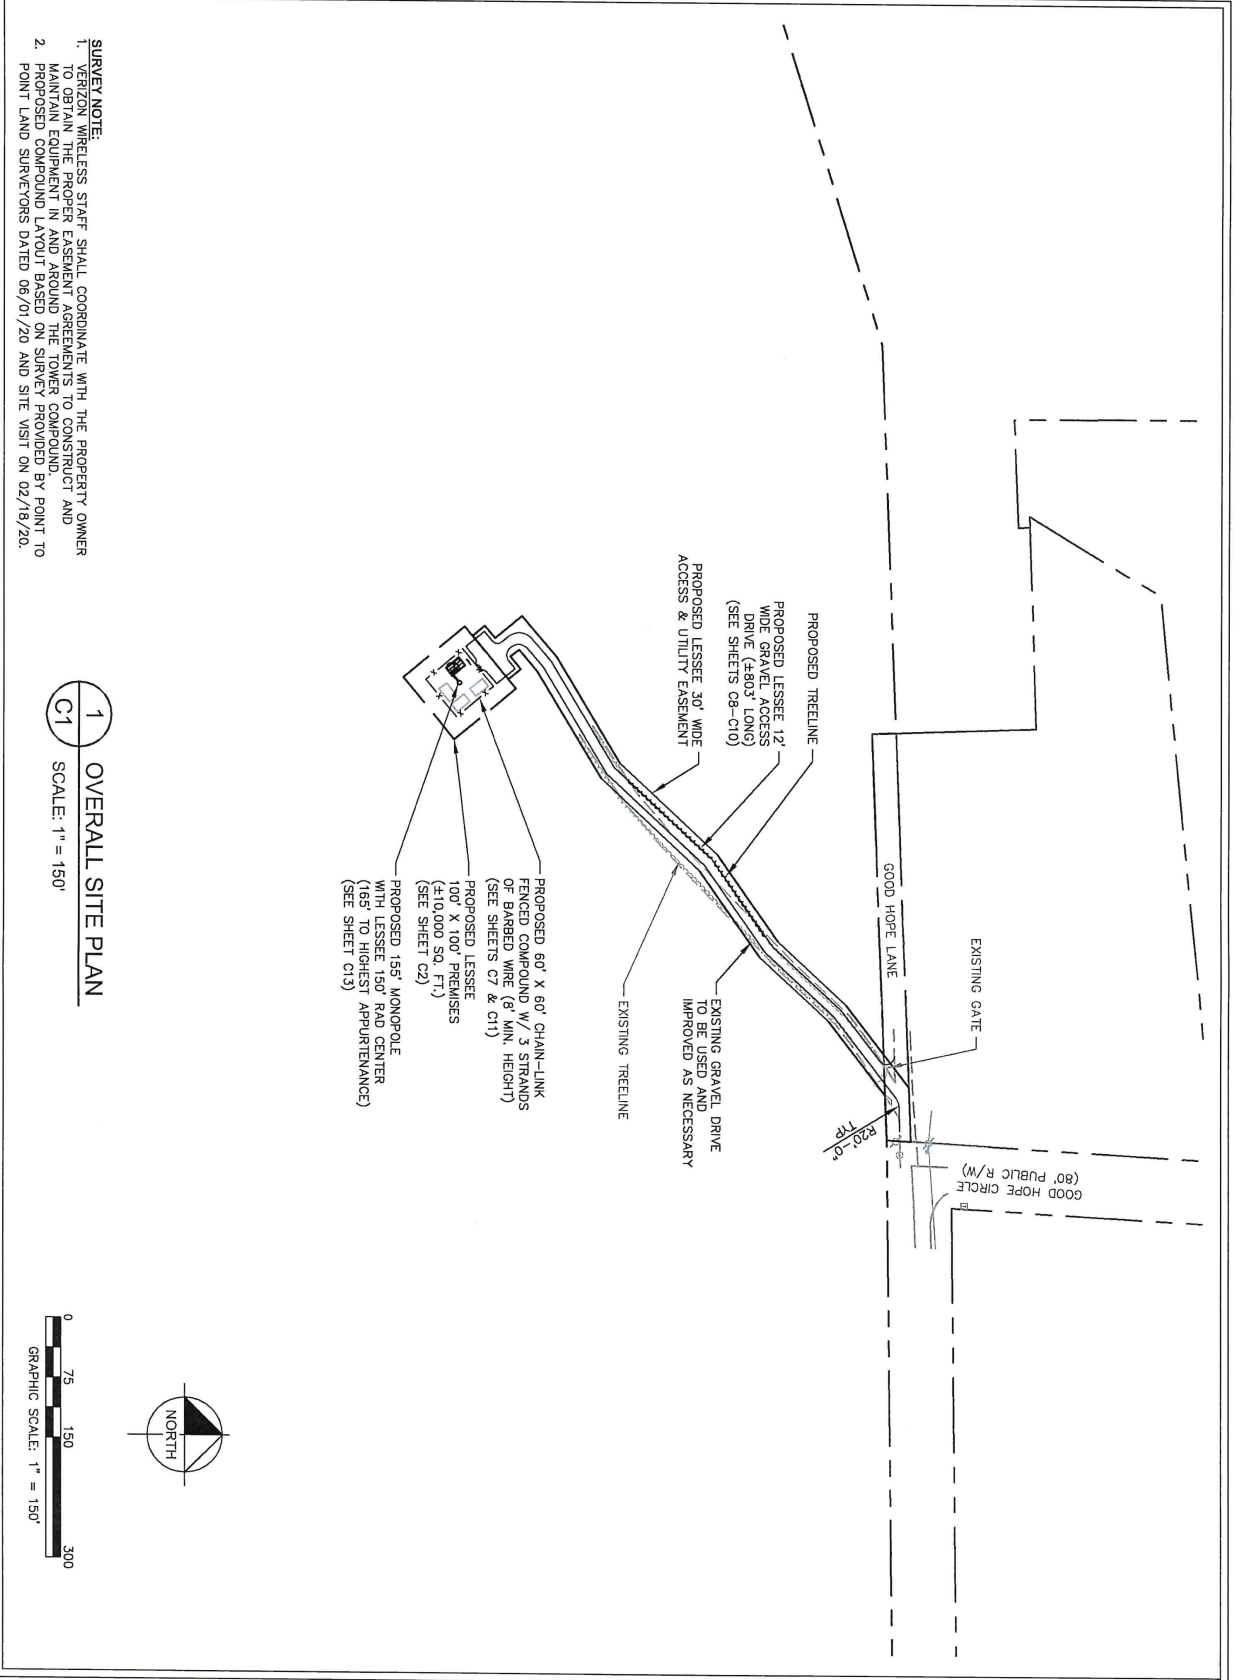 EXISTING GATE
GOOD HOPE LANE
GOOD HOPE CIRCLE
(80' PUBLIC R/W)
R20'-0"
TYP
PROPOSED TREELINE
PROPOSED LESSEE 12'
WIDE GRAVEL ACCESS
DRIVE (±803' LONG)
(SEE SHEETS C8-C10)
PROPOSED LESSEE 30' WIDE
ACCESS & UTILITY EASEMENT
EXISTING GRAVEL DRIVE
TO BE USED AND
IMPROVED AS NECESSARY
EXISTING TREELINE
PROPOSED 60' X 60' CHAIN-LINK
FENCED COMPOUND W/ 3 STRANDS
OF BARBED WIRE (8' MIN. HEIGHT)
(SEE SHEETS C7 & C11)
PROPOSED LESSEE
100' X 100' PREMISES
(±10,000 SQ. FT.)
(SEE SHEET C2)
PROPOSED 155' MONOPOLE
WITH LESSEE 150' RAD CENTER
(165' TO HIGHEST APPURTENANCE)
(SEE SHEET C13)
SURVEY NOTE:
1. VERIZON WIRELESS STAFF SHALL COORDINATE WITH THE PROPERTY OWNER
TO OBTAIN THE PROPER EASEMENT AGREEMENTS TO CONSTRUCT AND
MAINTAIN EQUIPMENT IN AND AROUND THE TOWER COMPOUND.
2. PROPOSED COMPOUND LAYOUT BASED ON SURVEY PROVIDED BY POINT TO
POINT LAND SURVEYORS DATED 06/01/20 AND SITE VISIT ON 02/18/20.
1
C1
OVERALL SITE PLAN
SCALE: 1" = 150'
NORTH
0 75 150 300
GRAPHIC SCALE: 1" = 150'